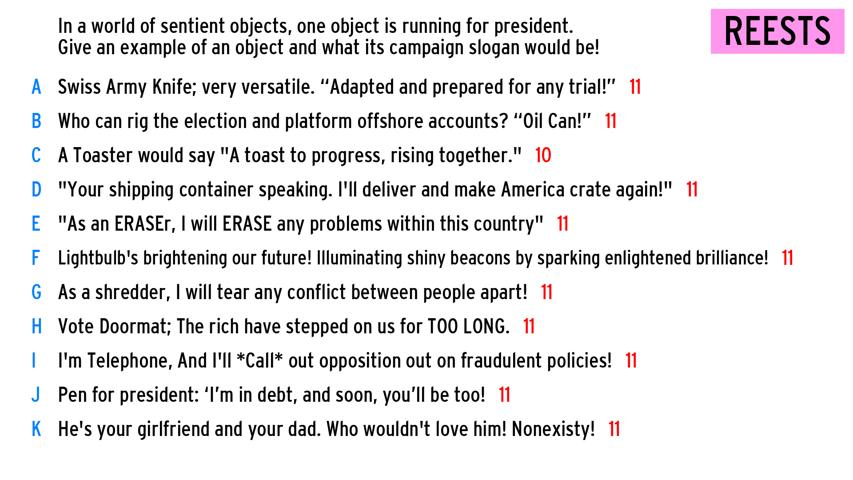 In a world of sentient objects, one object is running for president.
Give an example of an object and what its campaign slogan would be!
REESTS
A Swiss Army Knife; very versatile. “Adapted and prepared for any trial!” 11
B Who can rig the election and platform offshore accounts? “Oil Can!” 11
C A Toaster would say "A toast to progress, rising together." 10
D "Your shipping container speaking. I'll deliver and make America crate again!" 11
E "As an ERASEr, I will ERASE any problems within this country" 11
F Lightbulb's brightening our future! Illuminating shiny beacons by sparking enlightened brilliance! 11
G As a shredder, I will tear any conflict between people apart! 11
H Vote Doormat; The rich have stepped on us for TOO LONG. 11
I I'm Telephone, And I'll *Call* out opposition out on fraudulent policies! 11
J Pen for president: ‘I’m in debt, and soon, you’ll be too! 11
K He's your girlfriend and your dad. Who wouldn't love him! Nonexisty! 11